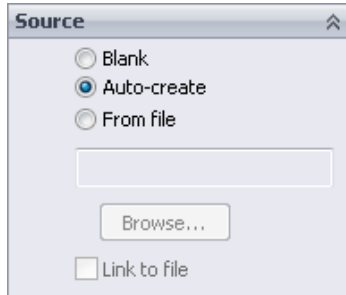 Source
Blank
Auto-create
From file
Browse...
Link to file